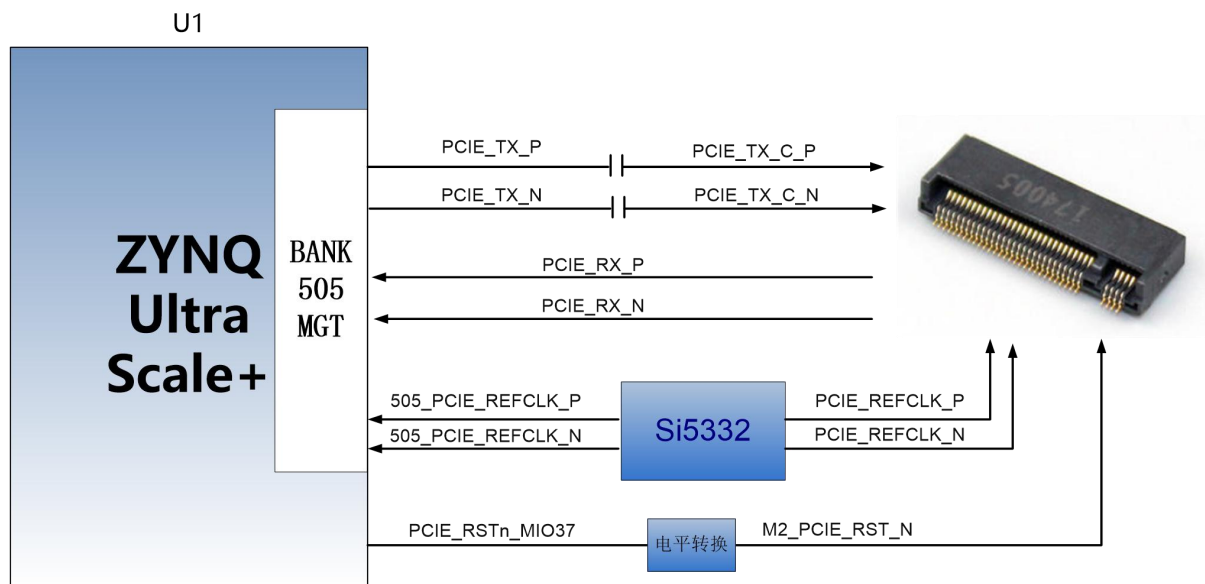 U1
ZYNQ
Ultra
Scale+
BANK
505
MGT
PCIE_TX_P
PCIE_TX_C_P
PCIE_TX_N
PCIE_TX_C_N
PCIE_RX_P
PCIE_RX_N
174005
505_PCIE_REFCLK_P
505_PCIE_REFCLK_N
Si5332
PCIE_REFCLK_P
PCIE_REFCLK_N
PCIE_RSTn_MIO37
电平转换
M2_PCIE_RST_N